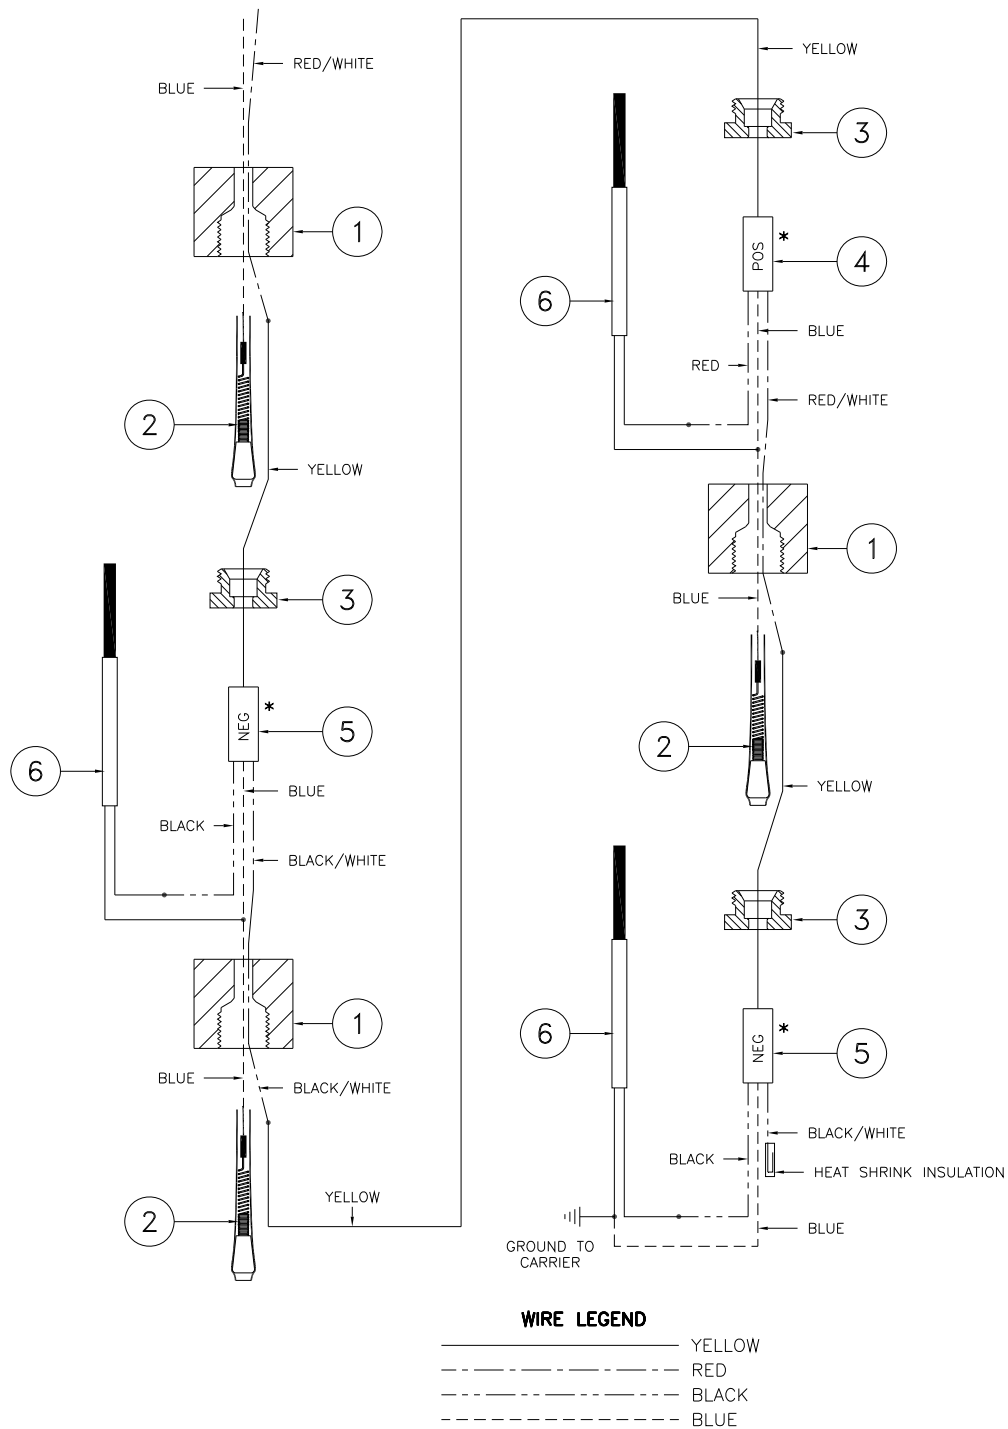 RED/WHITE
BLUE
1
2
YELLOW
3
NEG
*
5
6
BLUE
BLACK
BLACK/WHITE
1
BLUE
BLACK/WHITE
2
YELLOW
YELLOW
3
POS
*
4
6
BLUE
RED
RED/WHITE
1
BLUE
2
YELLOW
3
NEG
*
5
6
BLACK/WHITE
BLACK
HEAT SHRINK INSULATION
BLUE
GROUND TO
CARRIER
WIRE LEGEND
YELLOW
RED
BLACK
BLUE